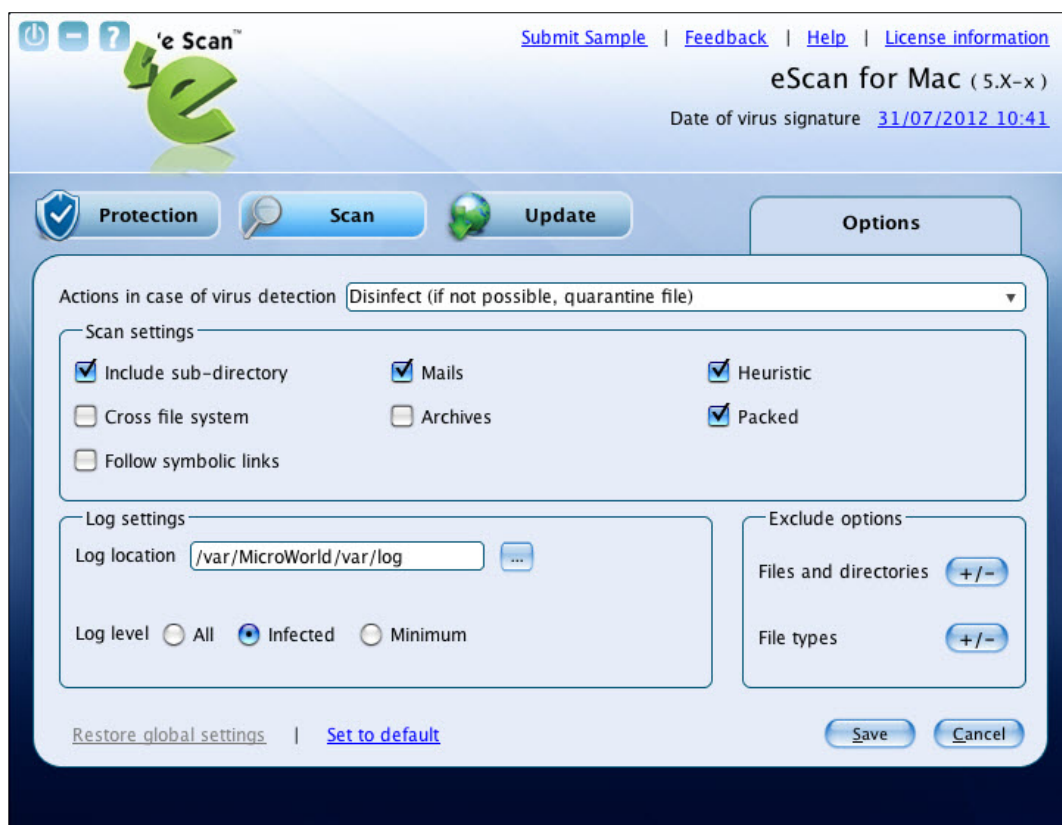 'e Scan™
Submit Sample | Feedback | Help | License information
eScan for Mac ( 5.X-x )
Date of virus signature 31/07/2012 10:41
Protection Scan Update Options
Actions in case of virus detection Disinfect (if not possible, quarantine file)
Scan settings
Include sub-directory Mails Heuristic
Cross file system Archives Packed
Follow symbolic links
Log settings Exclude options
Log location /var/MicroWorld/var/log ...
Files and directories +/-
Log level All Infected Minimum
File types +/-
Restore global settings | Set to default Save Cancel